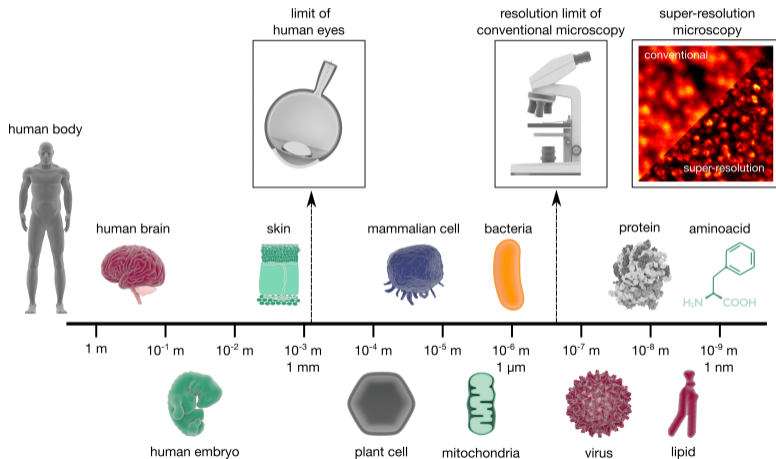 limit of
human eyes
resolution limit of
conventional microscopy
super-resolution
microscopy
conventional
super-resolution
human body
human brain
skin
mammalian cell
bacteria
protein
aminoacid
H₂N
COOH
1 m
10⁻¹ m
10⁻² m
10⁻³ m
1 mm
10⁻⁴ m
10⁻⁵ m
10⁻⁶ m
1 µm
10⁻⁷ m
10⁻⁸ m
10⁻⁹ m
1 nm
human embryo
plant cell
mitochondria
virus
lipid